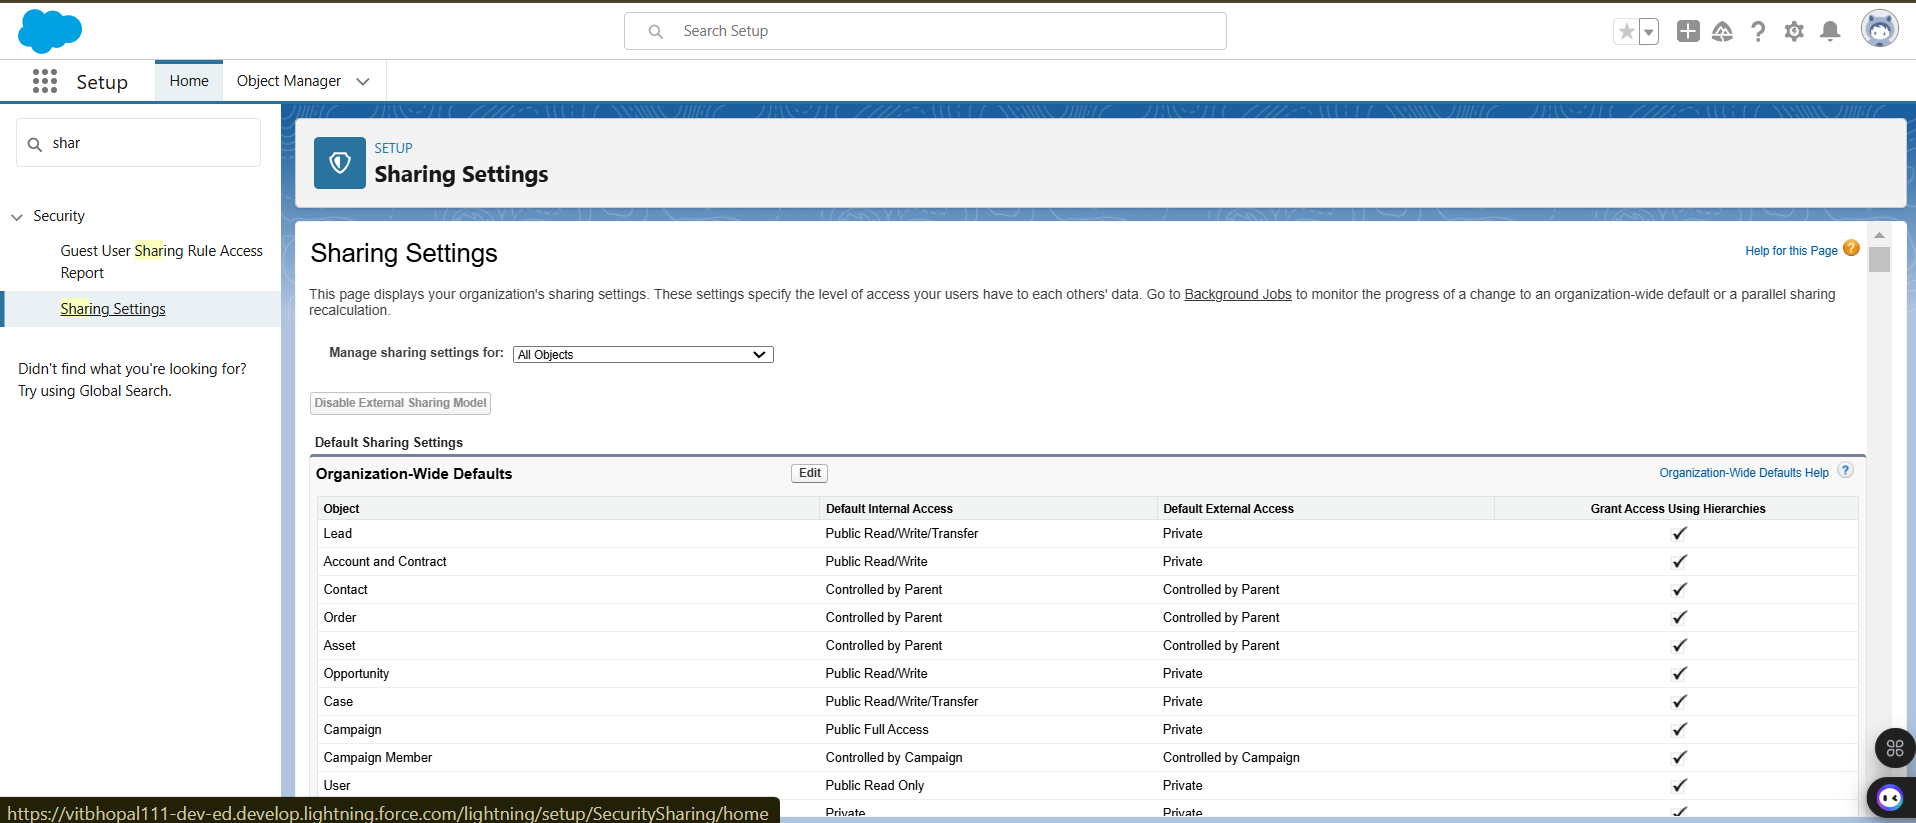 Search Setup
Setup
Home
Object Manager
shar
Security
Guest User Sharing Rule Access
Report
Sharing Settings
Didn't find what you're looking for?
Try using Global Search.
SETUP
Sharing Settings
Sharing Settings
Help for this Page
This page displays your organization's sharing settings. These settings specify the level of access your users have to each others' data. Go to Background Jobs to monitor the progress of a change to an organization-wide default or a parallel sharing
recalculation.
Manage sharing settings for: All Objects
Disable External Sharing Model
Default Sharing Settings
Organization-Wide Defaults Edit Organization-Wide Defaults Help ?
Object Default Internal Access Default External Access Grant Access Using Hierarchies
Lead Public Read/Write/Transfer Private
Account and Contract Public Read/Write Private
Contact Controlled by Parent Controlled by Parent
Order Controlled by Parent Controlled by Parent
Asset Controlled by Parent Controlled by Parent
Opportunity Public Read/Write Private
Case Public Read/Write/Transfer Private
Campaign Public Full Access Private
Campaign Member Controlled by Campaign Controlled by Campaign
User Public Read Only Private
Private Private
https://vitbhopal111-dev-ed.develop.lightning.force.com/lightning/setup/SecuritySharing/home